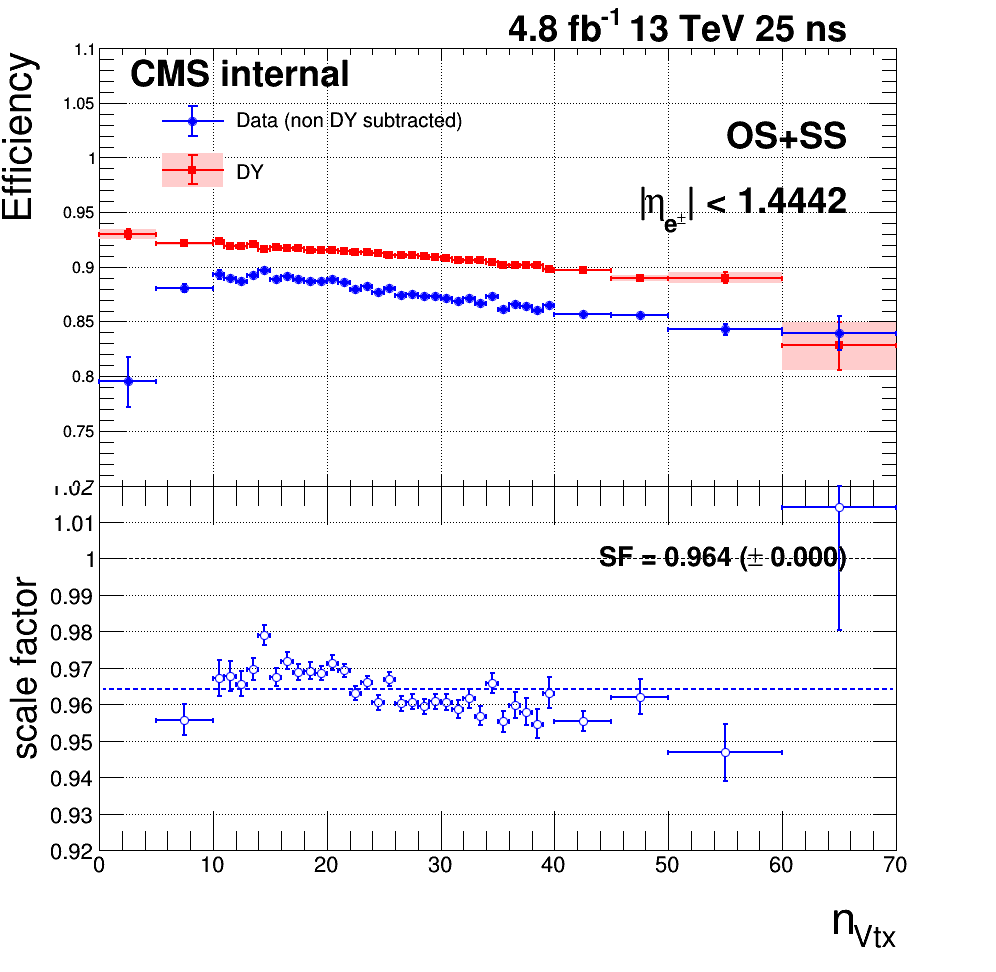 4.8 fb⁻¹ 13 TeV 25 ns
Efficiency
1.1
1.05
1
0.95
0.9
0.85
0.8
0.75
CMS internal
Data (non DY subtracted)
DY
OS+SS
|ηe±| < 1.4442
scale factor
1.02
1.01
1
0.99
0.98
0.97
0.96
0.95
0.94
0.93
0.92
SF = 0.964 (± 0.000)
0 10 20 30 40 50 60 70
nVtx